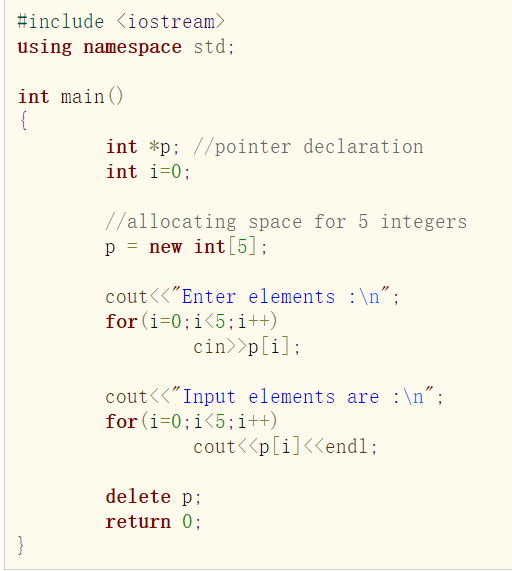 #include <iostream>
using namespace std;
int main()
{
int *p; //pointer declaration
int i=0;
//allocating space for 5 integers
p = new int[5];
cout<<"Enter elements :\n";
for(i=0;i<5;i++)
cin>>p[i];
cout<<"Input elements are :\n";
for(i=0;i<5;i++)
cout<<p[i]<<endl;
delete p;
return 0;
}